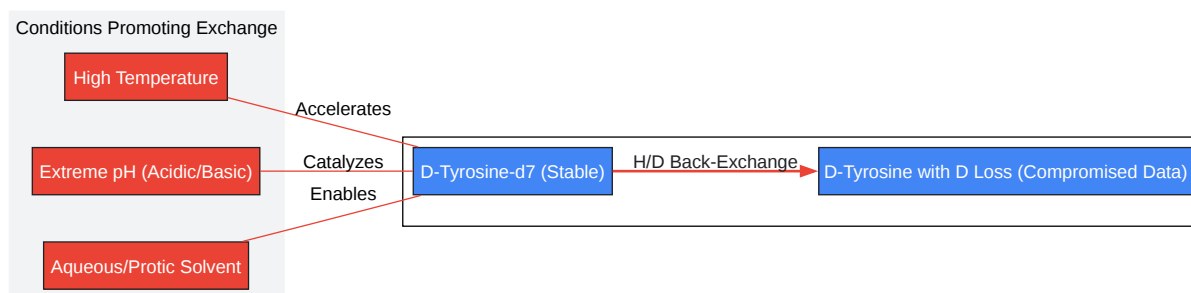 Conditions Promoting Exchange
High Temperature
Accelerates
Extreme pH (Acidic/Basic)
Catalyzes
D-Tyrosine-d7 (Stable)
H/D Back-Exchange
D-Tyrosine with D Loss (Compromised Data)
Enables
Aqueous/Protic Solvent